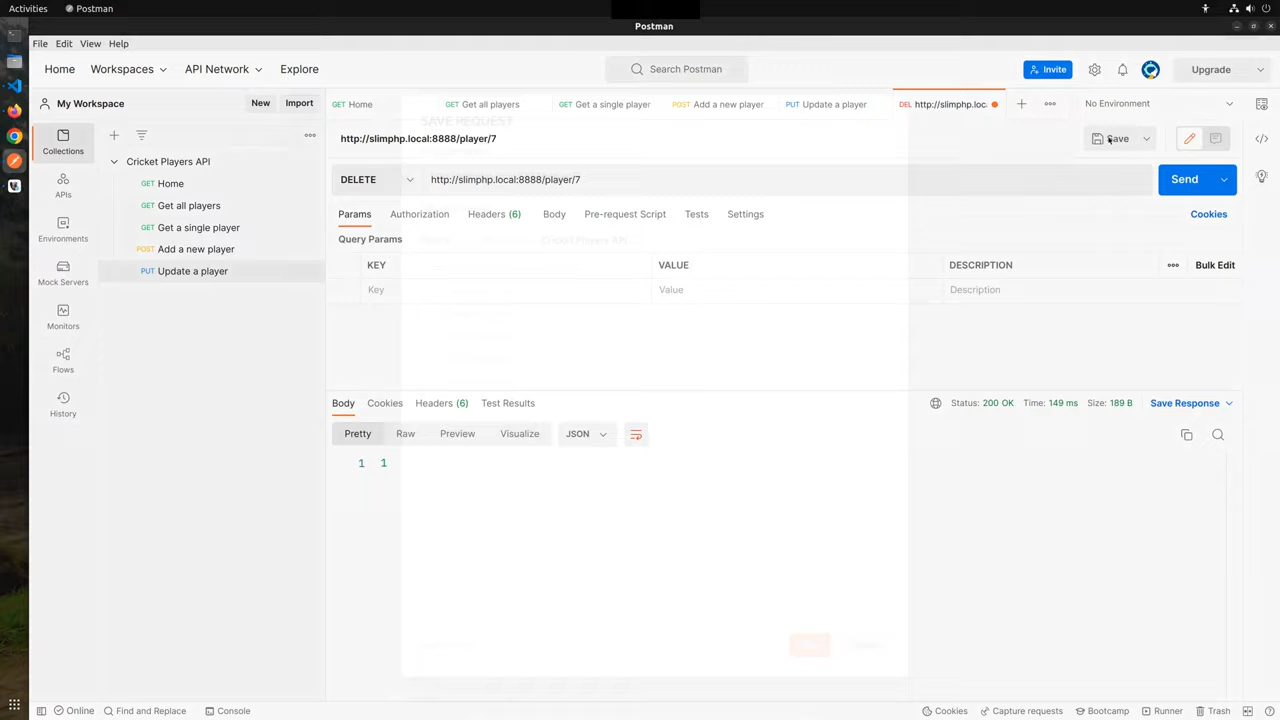 Activities Postman
Postman
File Edit View Help
Home Workspaces API Network Explore Search Postman Invite Upgrade
My Workspace New Import
GET Home GET Get all players GET Get a single player POST Add a new player PUT Update a player DEL http://slimphp.loc. No Environment
SAVE REQUEST
http://slimphp.local:8888/player/7 Save
Collections
APIs
Environments
Mock Servers
Monitors
Flows
History
Cricket Players API
GET Home
GET Get all players
GET Get a single player
POST Add a new player
PUT Update a player
DELETE http://slimphp.local:8888/player/7 Send
Params Authorization Headers (6) Body Pre-request Script Tests Settings Cookies
Query Params
Cricket Players API
KEY VALUE DESCRIPTION Bulk Edit
Key Value Description
Body Cookies Headers (6) Test Results Status: 200 OK Time: 149 ms Size: 189 B Save Response
Pretty Raw Preview Visualize JSON
1 1
Online Find and Replace Console Cookies Capture requests Bootcamp Runner Trash